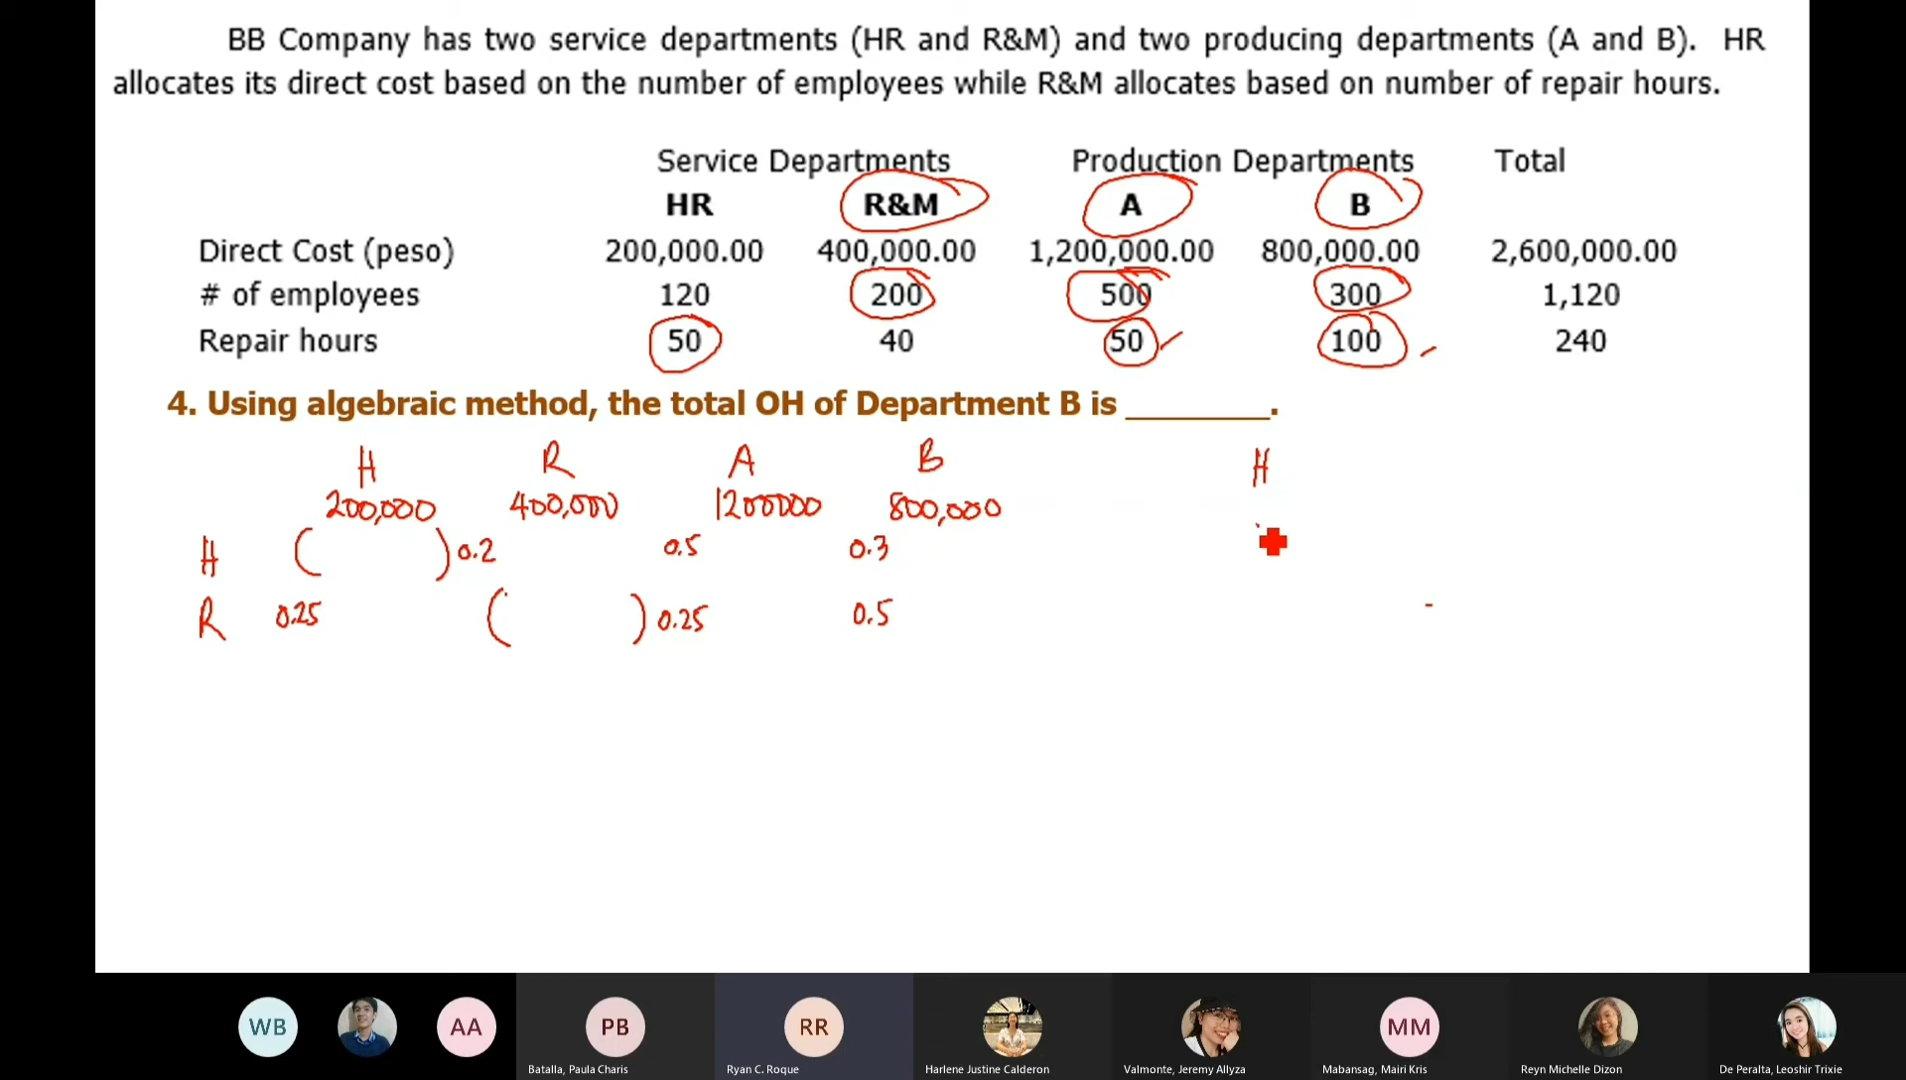 BB Company has two service departments (HR and R&M) and two producing departments (A and B). HR
allocates its direct cost based on the number of employees while R&M allocates based on number of repair hours.
Service Departments Production Departments Total
HR R&M A B
Direct Cost (peso) 200,000.00 400,000.00 1,200,000.00 800,000.00 2,600,000.00
# of employees 120 200 500 300 1,120
Repair hours 50 40 50 100 240
4. Using algebraic method, the total OH of Department B is ________.
H R A B H
200,000 400,000 1200000 800,000
H ( ) 0.2 0.5 0.3
R 0.25 ( ) 0.25 0.5
WB AA PB RR MM
Batalla, Paula Charis Ryan C. Roque Harlene Justine Calderon Valmonte, Jeremy Allyza Mabansag, Mairi Kris Reyn Michelle Dizon De Peralta, Leoshir Trixie